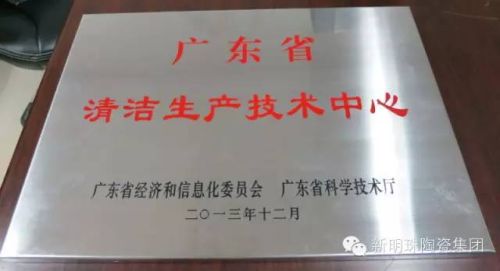 广东省
清洁生产技术中心
广东省经济和信息化委员会 广东省科学技术厅
二〇一三年十二月
新明珠陶瓷集团